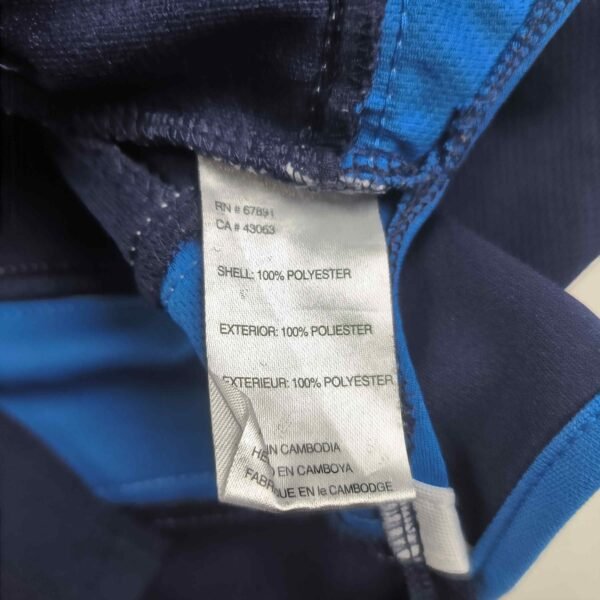 RN # 67891
CA # 43063
SHELL: 100% POLYESTER
EXTERIOR: 100% POLIESTER
EXTERIEUR: 100% POLYESTER
IN CAMBODIA
EN CAMBOYA
EN le CAMBODGE